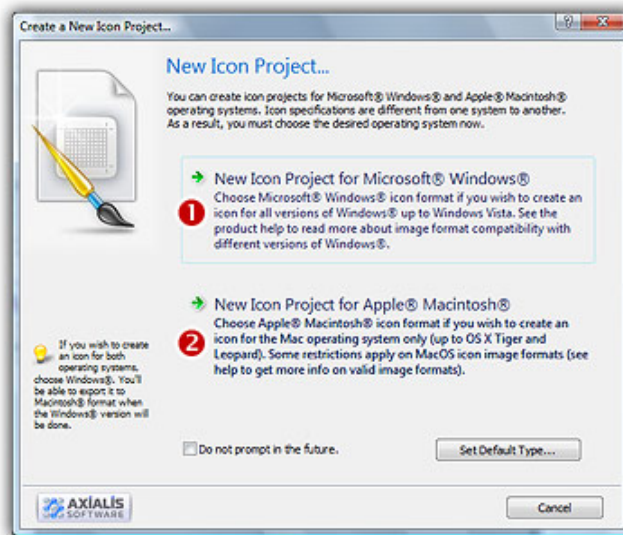 Create a New Icon Project...
New Icon Project...
You can create icon projects for Microsoft® Windows® and Apple® Macintosh®
operating systems. Icon specifications are different from one system to another.
As a result, you must choose the desired operating system now.
New Icon Project for Microsoft® Windows®
1
Choose Microsoft® Windows® icon format if you wish to create an
icon for all versions of Windows® up to Windows Vista. See the
product help to read more about image format compatibility with
different versions of Windows®.
New Icon Project for Apple® Macintosh®
2
Choose Apple® Macintosh® icon format if you wish to create an
icon for the Mac operating system only (up to OS X Tiger and
Leopard). Some restrictions apply on MacOS icon image formats (see
help to get more info on valid image formats).
If you wish to create
an icon for both
operating systems,
choose Windows®. You'll
be able to export it to
Macintosh® format when
the Windows® version will
be done.
Do not prompt in the future.
Set Default Type...
AXIALIS
SOFTWARE
Cancel